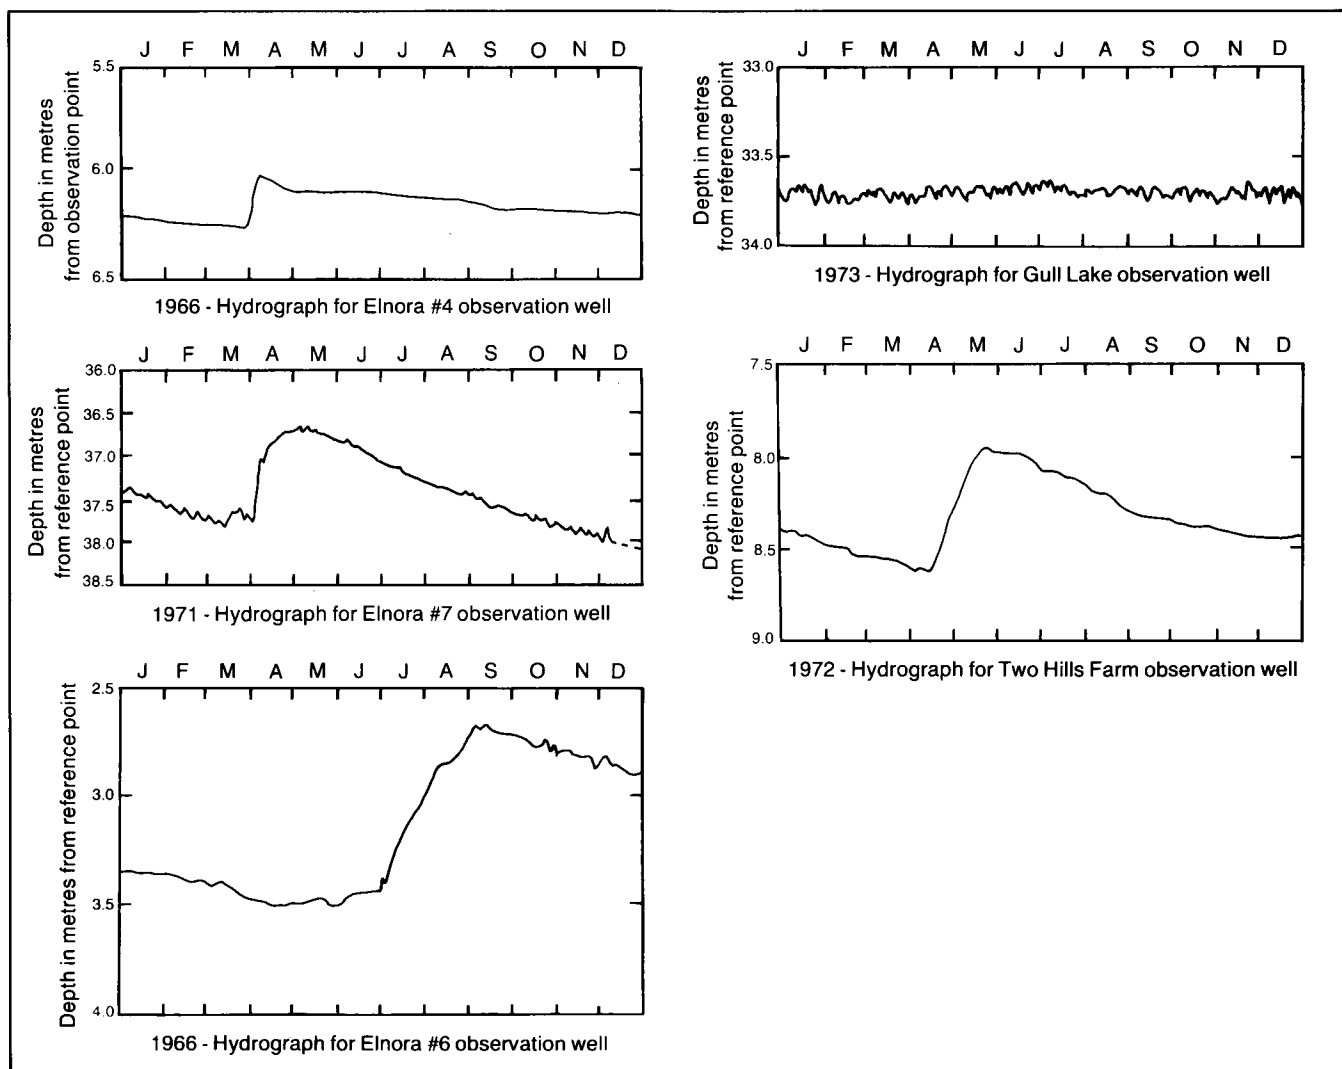 J F M A M J J A S O N D
5.5
6.0
6.5
Depth in metres
from observation point
1966 - Hydrograph for Elnora #4 observation well
J F M A M J J A S O N D
33.0
33.5
34.0
Depth in metres
from reference point
1973 - Hydrograph for Gull Lake observation well
J F M A M J J A S O N D
36.0
36.5
37.0
37.5
38.0
38.5
Depth in metres
from reference point
1971 - Hydrograph for Elnora #7 observation well
J F M A M J J A S O N D
7.5
8.0
8.5
9.0
Depth in metres
from reference point
1972 - Hydrograph for Two Hills Farm observation well
J F M A M J J A S O N D
2.5
3.0
3.5
4.0
Depth in metres from reference point
1966 - Hydrograph for Elnora #6 observation well